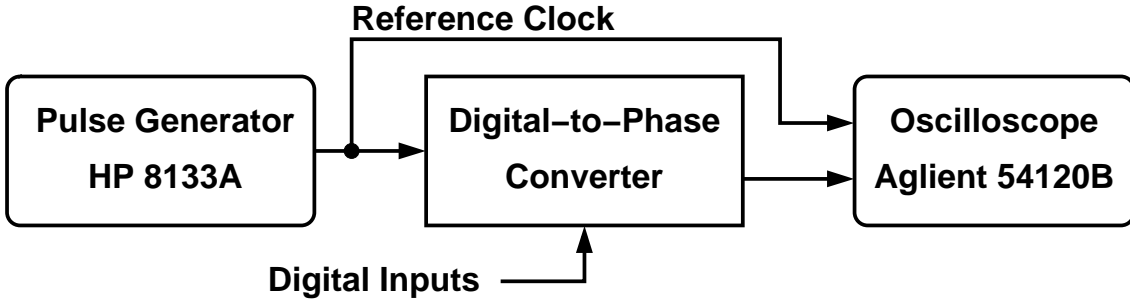 Reference Clock
Pulse Generator
HP 8133A
Digital−to−Phase
Converter
Oscilloscope
Aglient 54120B
Digital Inputs